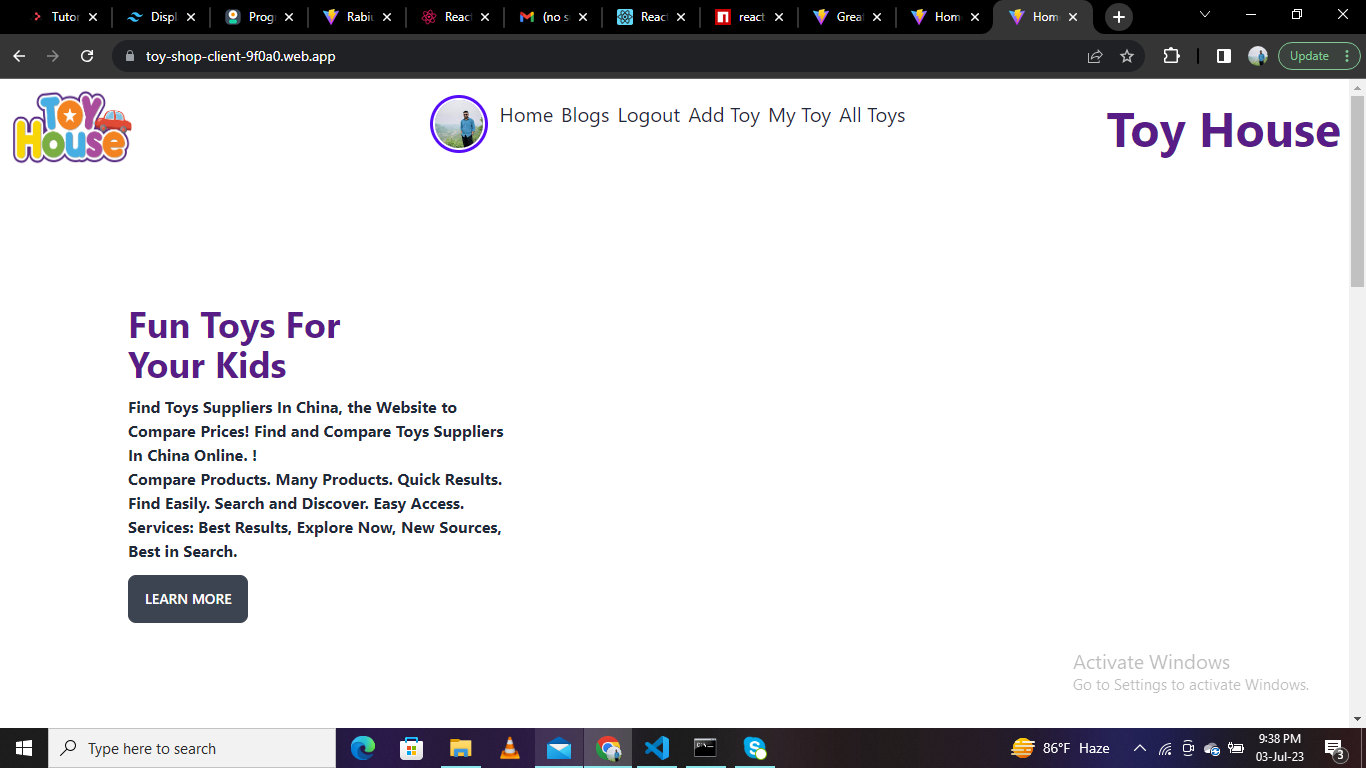 Tutor
Displ
Prog
Rabiu
React
(no s
React
react
Grea
Home
Home
toy-shop-client-9f0a0.web.app
Update
TOY
HOUSE
Home Blogs Logout Add Toy My Toy All Toys
Toy House
Fun Toys For
Your Kids
Find Toys Suppliers In China, the Website to
Compare Prices! Find and Compare Toys Suppliers
In China Online. !
Compare Products. Many Products. Quick Results.
Find Easily. Search and Discover. Easy Access.
Services: Best Results, Explore Now, New Sources,
Best in Search.
LEARN MORE
Activate Windows
Go to Settings to activate Windows.
Type here to search
86°F Haze
9:38 PM
03-Jul-23
3